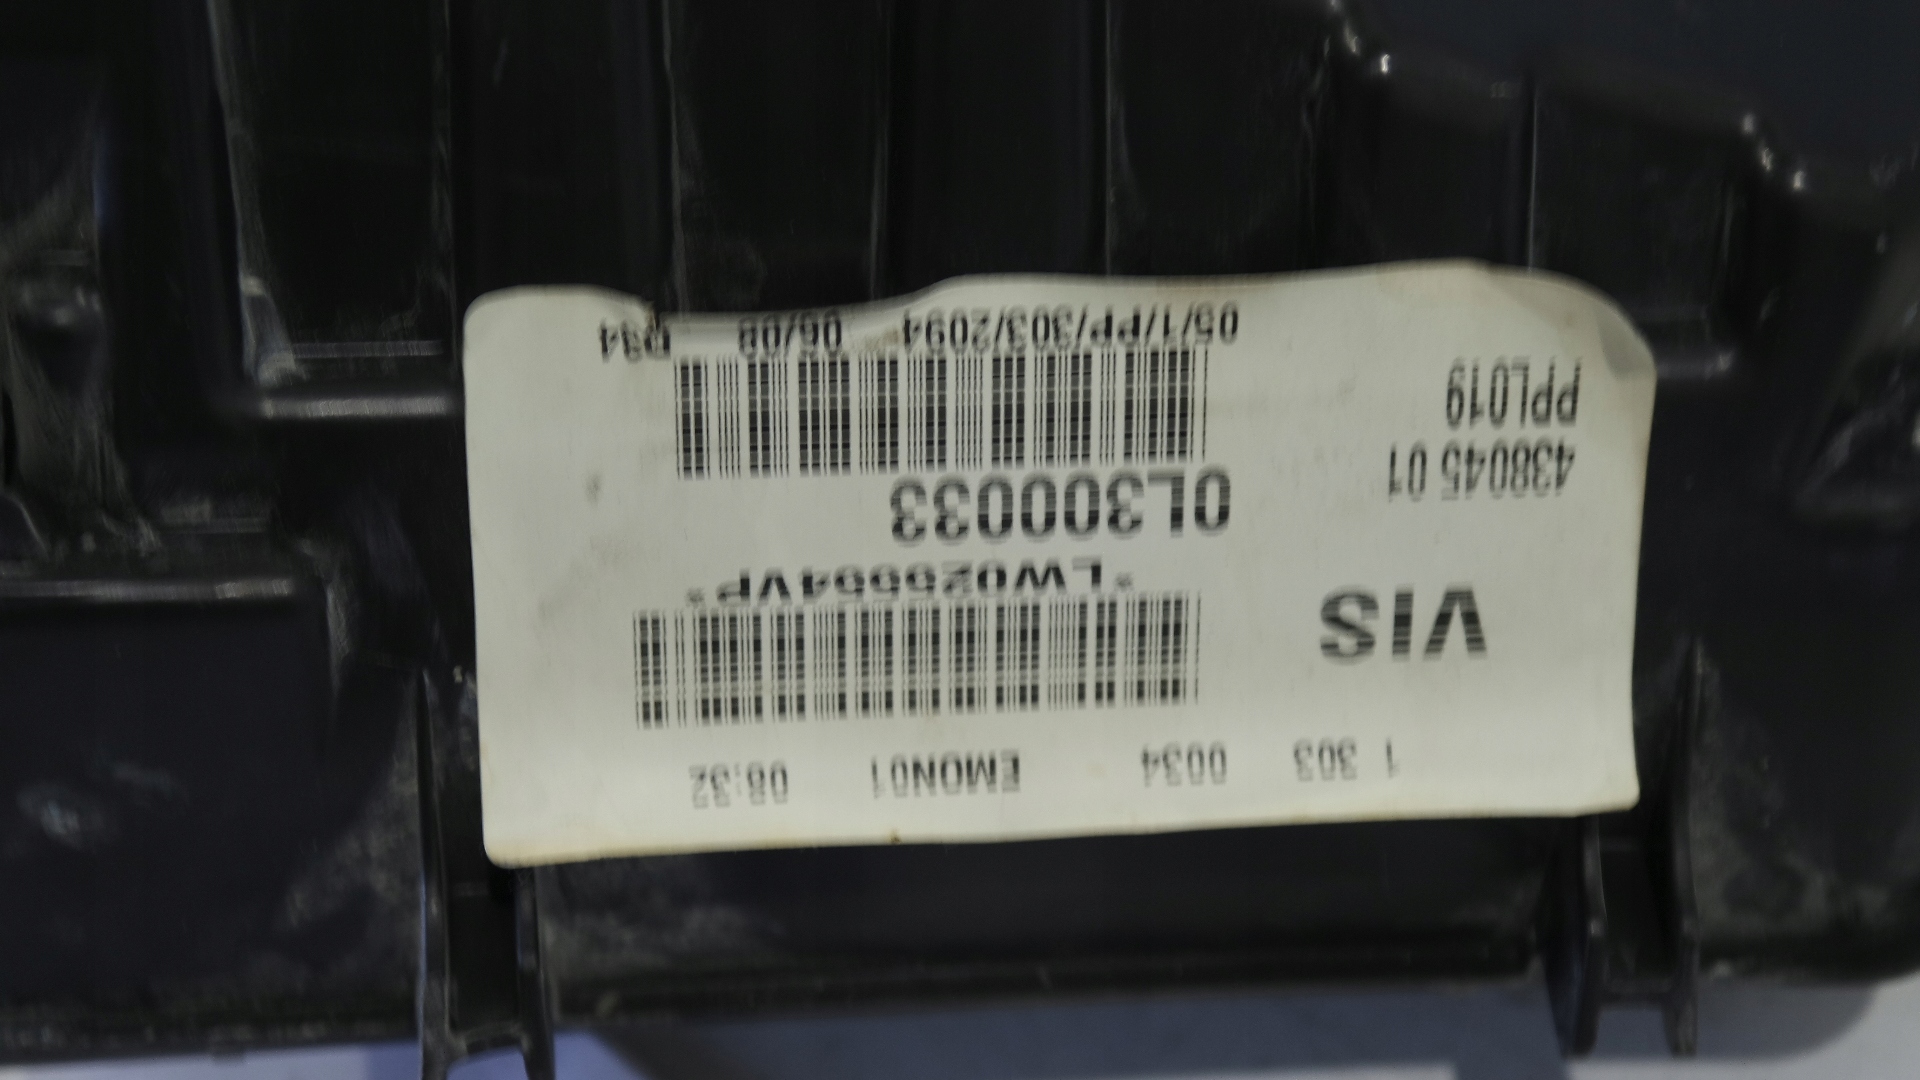 1 303 0034 EMON01 08:32
VIS
*LW025554VP*
0L300033
438045 01
PPL019
05/1/PP/303/2094 06/08 P34